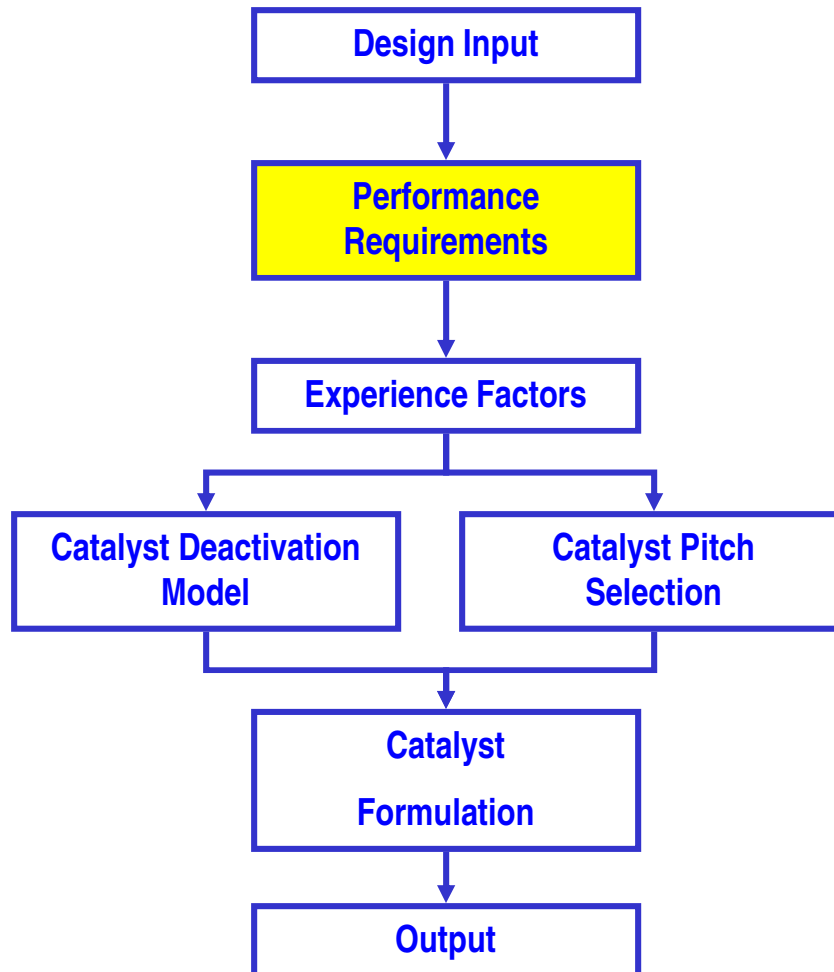 Design Input
Performance
Requirements
Experience Factors
Catalyst Deactivation
Model
Catalyst Pitch
Selection
Catalyst
Formulation
Output